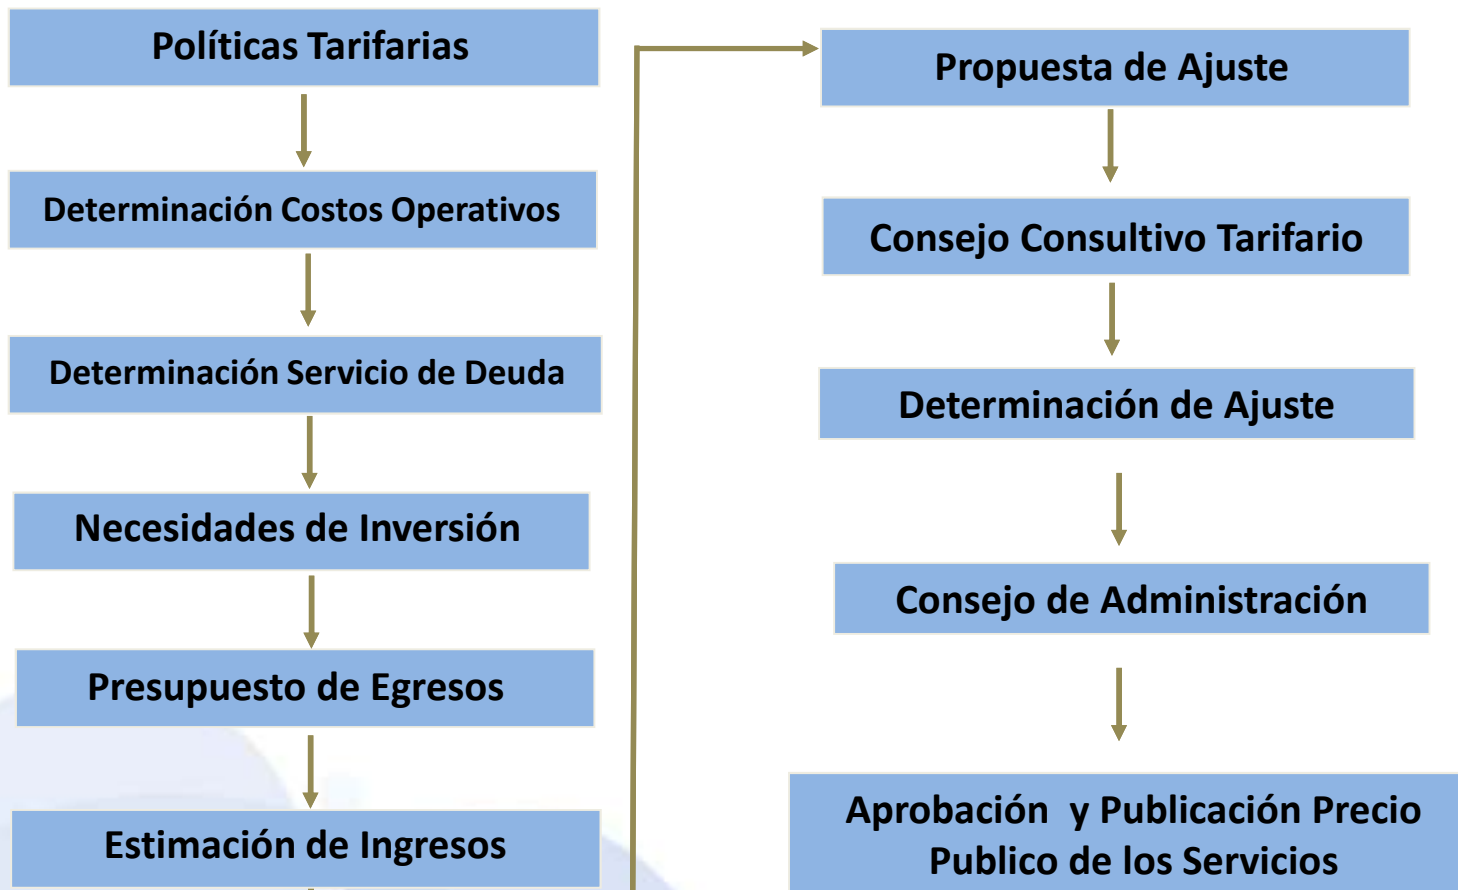 Políticas Tarifarias
Determinación Costos Operativos
Determinación Servicio de Deuda
Necesidades de Inversión
Presupuesto de Egresos
Estimación de Ingresos
Propuesta de Ajuste
Consejo Consultivo Tarifario
Determinación de Ajuste
Consejo de Administración
Aprobación y Publicación Precio
Publico de los Servicios